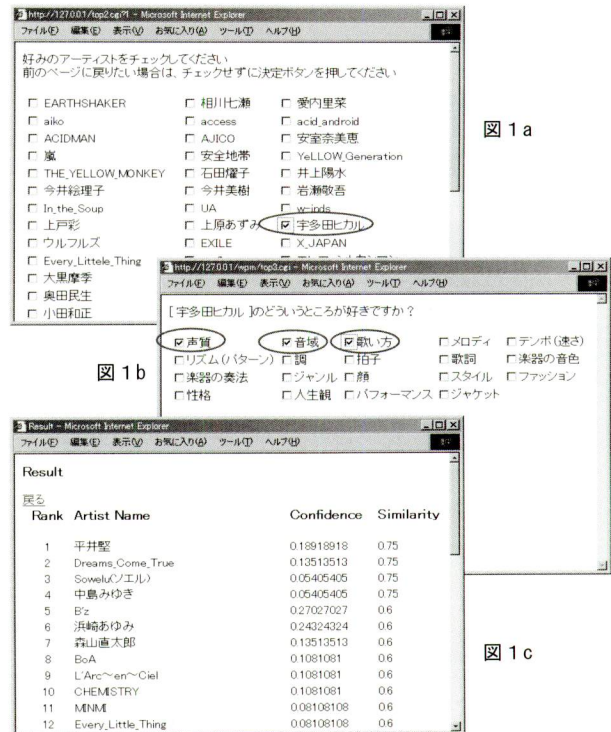 http://127.0.0.1/top2.cgi?1 - Microsoft Internet Explorer
ファイル(F) 編集(E) 表示(V) お気に入り(A) ツール(T) ヘルプ(H)
好みのアーティストをチェックしてください
前のページに戻りたい場合は、チェックせずに決定ボタンを押してください
EARTHSHAKER 相川七瀬 愛内里菜
aiko access acid_android
ACIDMAN AJICO 安室奈美恵
嵐 安全地帯 YeLLOW_Generation
THE_YELLOW_MONKEY 石田燿子 井上陽水
今井絵理子 今井美樹 岩瀬敬吾
In_the_Soup UA w-inds
上戸彩 上原あずみ 宇多田ヒカル
ウルフルズ EXILE X_JAPAN
Every_Littele_Thing
大黒摩季
奥田民生
小田和正
図 1 a
http://127.0.0.1/wpm/top3.cgi - Microsoft Internet Explorer
ファイル(F) 編集(E) 表示(V) お気に入り(A) ツール(T) ヘルプ(H)
[ 宇多田ヒカル ]のどういうところが好きですか？
声質 音域 歌い方 メロディ テンポ(速さ)
リズム(パターン) 調 拍子 歌詞 楽器の音色
楽器の奏法 ジャンル 顔 スタイル ファッション
性格 人生観 パフォーマンス ジャケット
図 1 b
Result - Microsoft Internet Explorer
ファイル(F) 編集(E) 表示(V) お気に入り(A) ツール(T) ヘルプ(H)
Result
戻る
Rank Artist Name Confidence Similarity
1 平井堅 0.18918918 0.75
2 Dreams_Come_True 0.13513513 0.75
3 Sowelu(ソエル) 0.05405405 0.75
4 中島みゆき 0.05405405 0.75
5 B'z 0.27027027 0.6
6 浜崎あゆみ 0.24324324 0.6
7 森山直太郎 0.13513513 0.6
8 BoA 0.1081081 0.6
9 L'Arc～en～Ciel 0.1081081 0.6
10 CHEMISTRY 0.1081081 0.6
11 MINMI 0.08108108 0.6
12 Every_Little_Thing 0.08108108 0.6
図 1 c